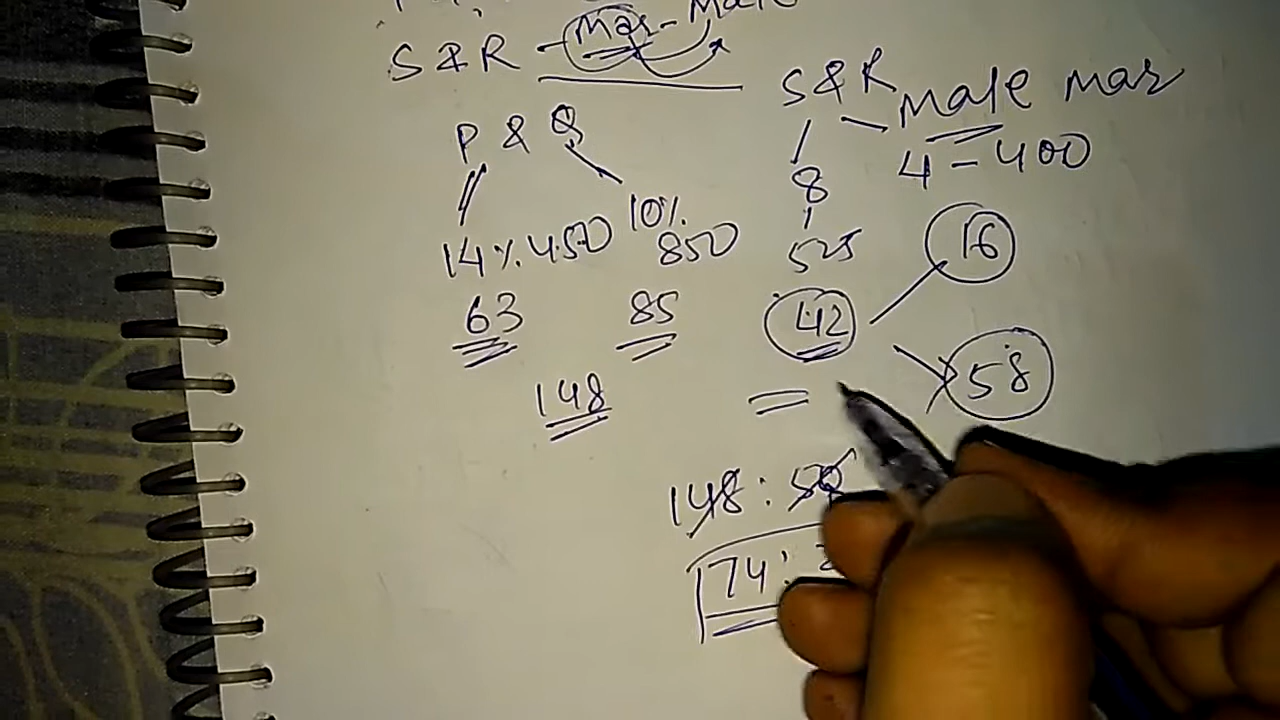 S & R - Mar - Male
S & R - Male Mar
P & Q
8
4 - 400
14% 450
10% 850
525
16
63
85
42
58
148
=
148 : 58
74 :